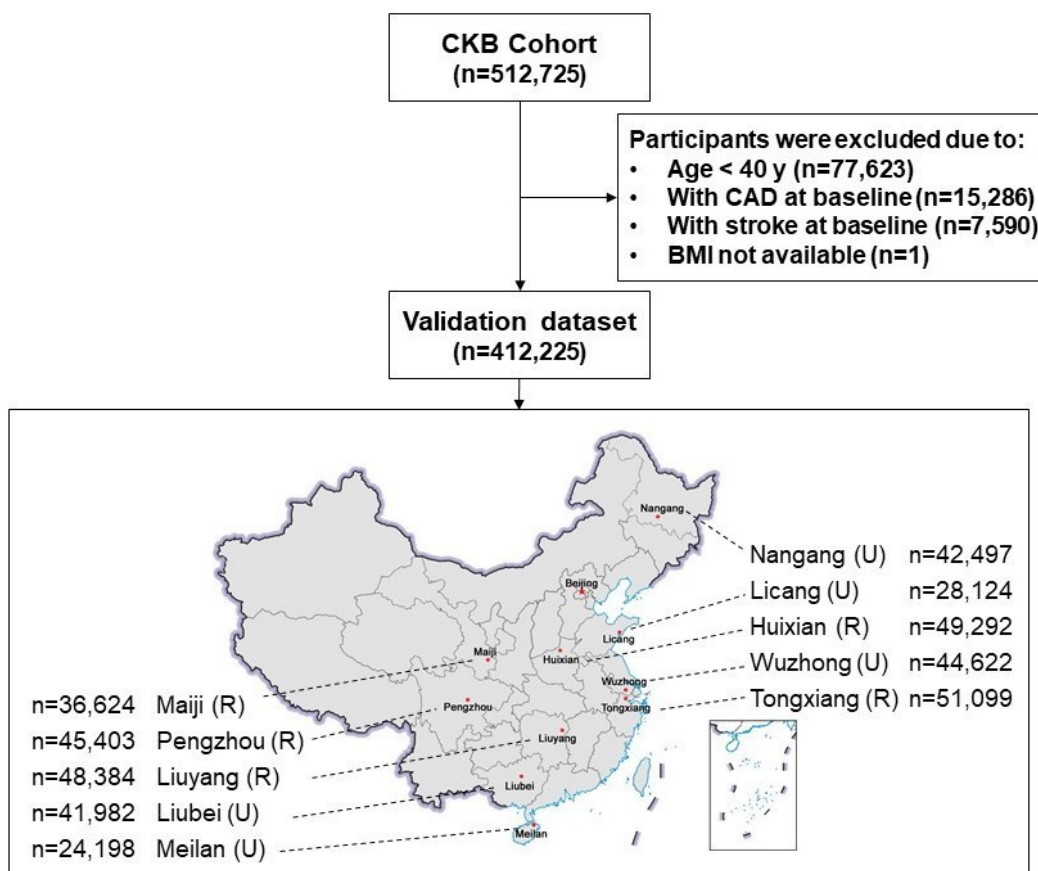 CKB Cohort
(n=512,725)
Participants were excluded due to:
• Age < 40 y (n=77,623)
• With CAD at baseline (n=15,286)
• With stroke at baseline (n=7,590)
• BMI not available (n=1)
Validation dataset
(n=412,225)
Nangang
Beijing
Licang
Maiji
Huixian
Wuzhong
Pengzhou
Tongxiang
Liuyang
Liubei
Meilan
Nangang (U) n=42,497
Licang (U) n=28,124
Huixian (R) n=49,292
Wuzhong (U) n=44,622
Tongxiang (R) n=51,099
n=36,624 Maiji (R)
n=45,403 Pengzhou (R)
n=48,384 Liuyang (R)
n=41,982 Liubei (U)
n=24,198 Meilan (U)